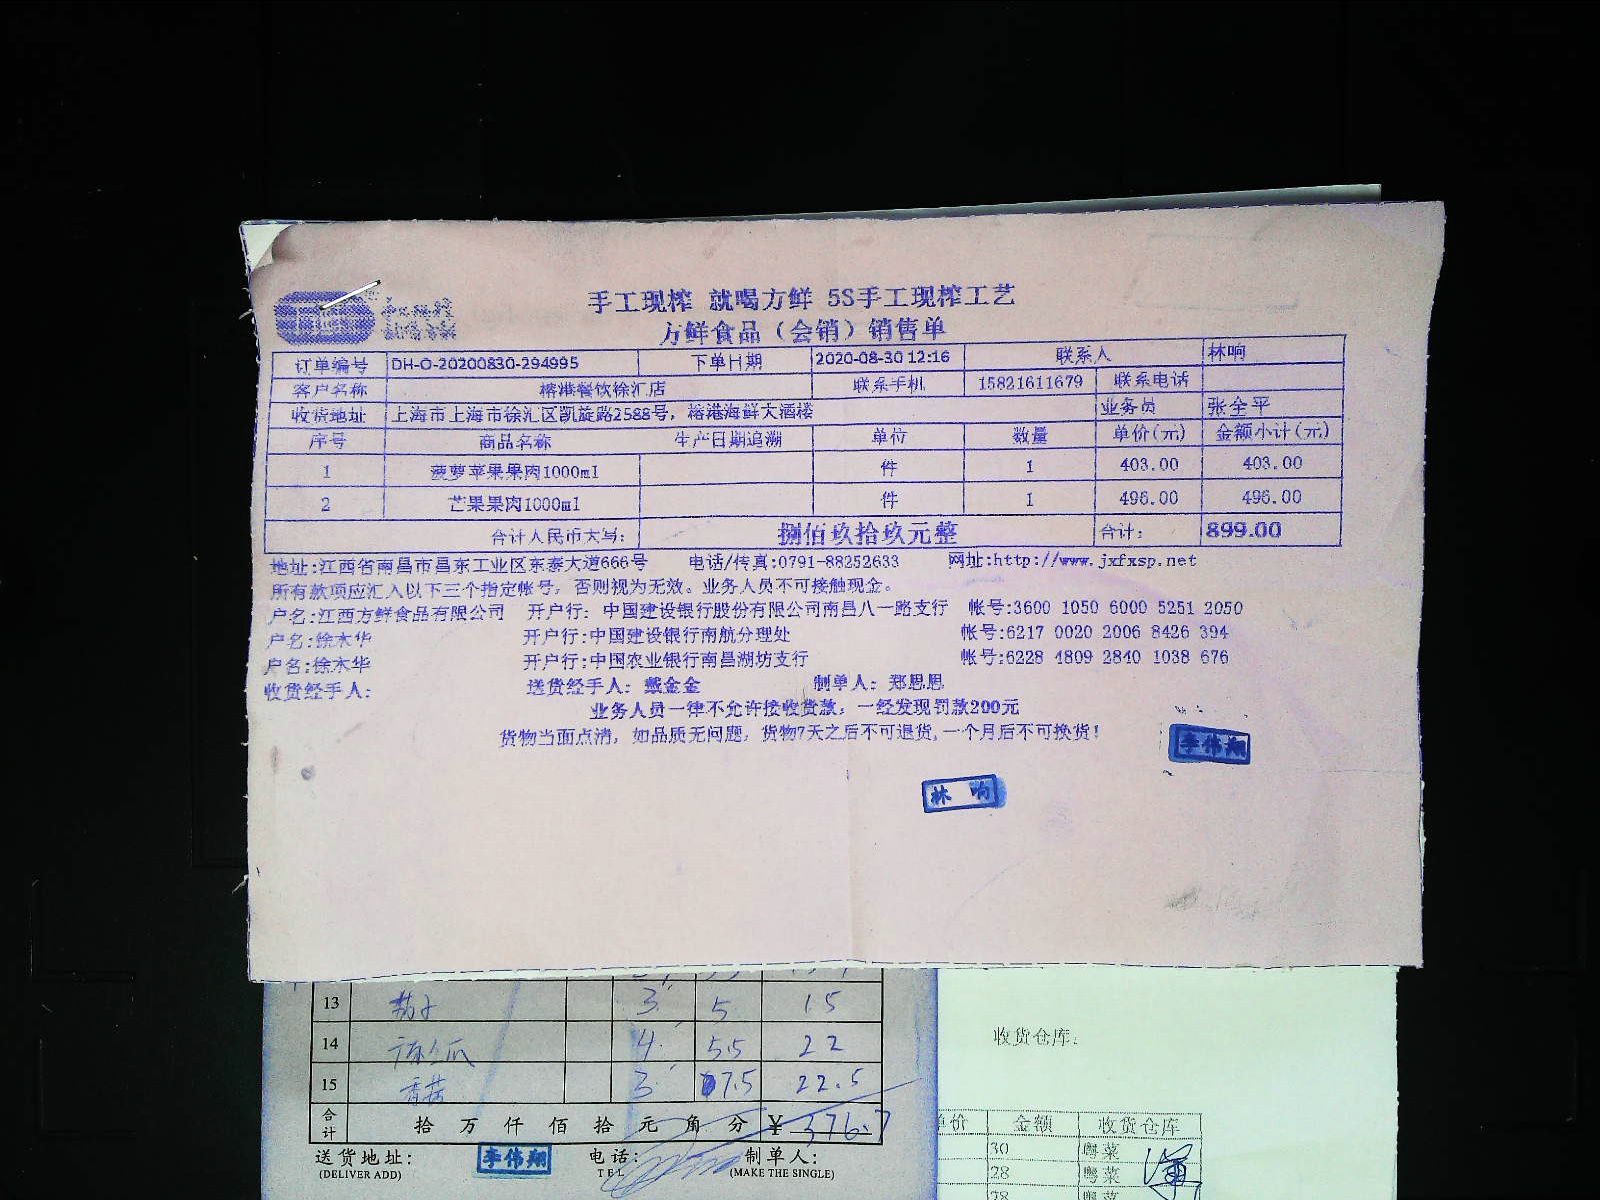 手工现榨 就喝方鲜 5S手工现榨工艺
方鲜食品（会销）销售单
订单编号 DH-O-20200830-294995 下单日期 2020-08-30 12:16 联系人 林响
客户名称 榕港餐饮徐汇店 联系手机 15821611679 联系电话
收货地址 上海市上海市徐汇区凯旋路2588号，榕港海鲜大酒楼 业务员 张全平
序号 商品名称 生产日期追溯 单位 数量 单价(元) 金额小计(元)
1 菠萝苹果果肉1000ml 件 1 403.00 403.00
2 芒果果肉1000ml 件 1 496.00 496.00
合计人民币大写: 捌佰玖拾玖元整 合计: 899.00
地址:江西省南昌市昌东工业区东泰大道666号 电话/传真:0791-88252633 网址:http://www.jxfxsp.net
所有款项应汇入以下三个指定帐号，否则视为无效。业务人员不可接触现金。
户名:江西方鲜食品有限公司 开户行: 中国建设银行股份有限公司南昌八一路支行 帐号:3600 1050 6000 5251 2050
户名:徐木华 开户行:中国建设银行南航分理处 帐号:6217 0020 2006 8426 394
户名:徐木华 开户行:中国农业银行南昌湖坊支行 帐号:6228 4809 2840 1038 676
收货经手人: 送货经手人: 戴金金 制单人: 郑思思
业务人员一律不允许接收货款，一经发现罚款200元
货物当面点清，如品质无问题，货物7天之后不可退货,一个月后不可换货!
李伟翔
林响
13 茄子 3 5 15
14 4 5.5 22
15 香菇 3 7.5 22.5
合计 拾 万 仟 佰 拾 元 角 分 ¥ 376.7
送货地址: 李伟翔 电话: 制单人:
(DELIVER ADD) TEL (MAKE THE SINGLE)
收货仓库:
单价 金额 收货仓库
30 粤菜
28 粤菜
28 粤菜